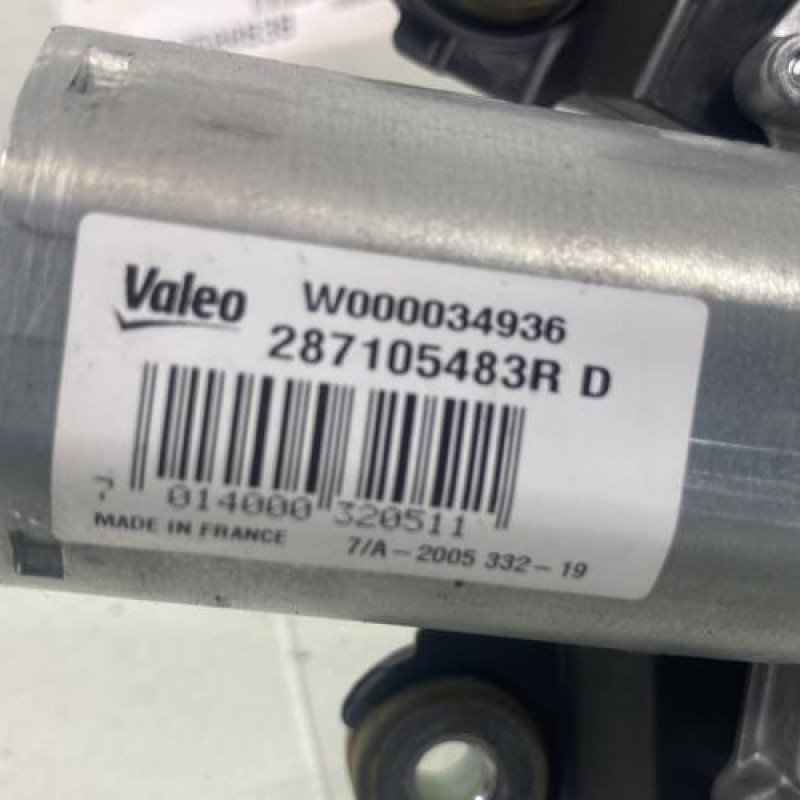 Valeo W000034936
287105483R D
7 014000 320511
MADE IN FRANCE 7/A-2005 332-19